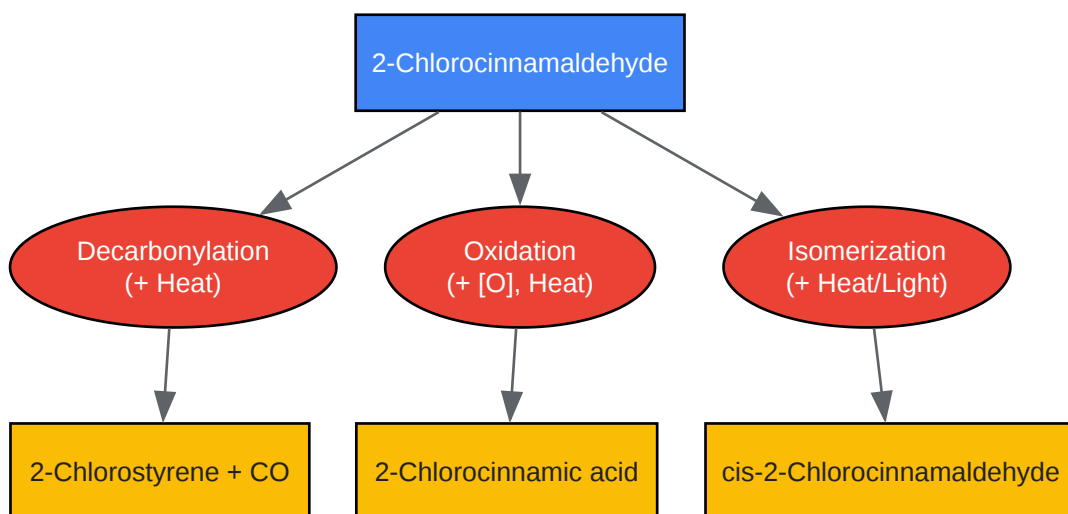 2-Chlorocinnamaldehyde
Decarbonylation
(+ Heat)
Oxidation
(+ [O], Heat)
Isomerization
(+ Heat/Light)
2-Chlorostyrene + CO
2-Chlorocinnamic acid
cis-2-Chlorocinnamaldehyde